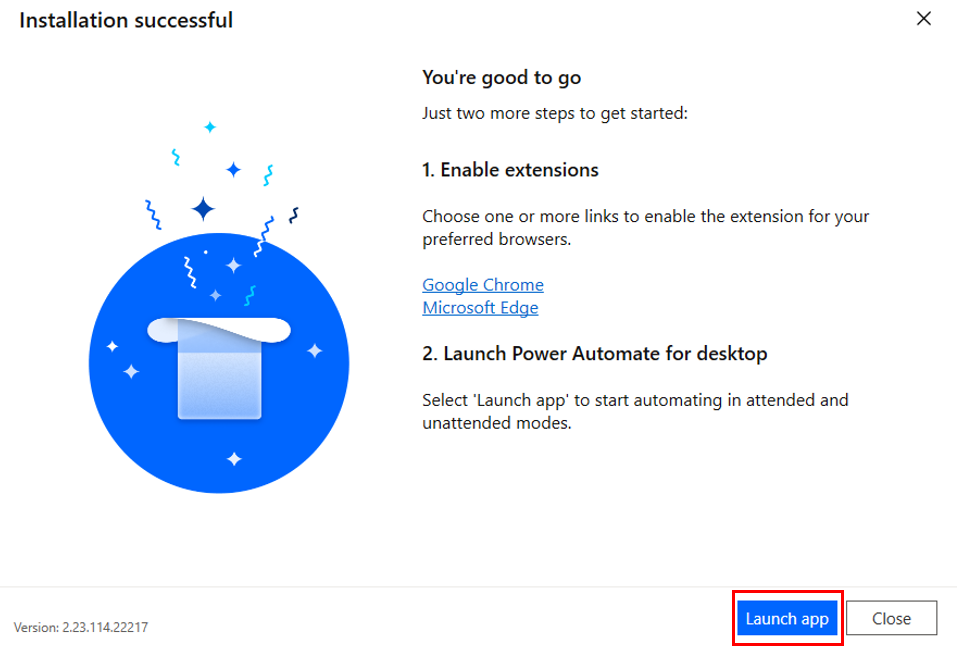 Installation successful
You're good to go
Just two more steps to get started:
1. Enable extensions
Choose one or more links to enable the extension for your
preferred browsers.
Google Chrome
Microsoft Edge
2. Launch Power Automate for desktop
Select 'Launch app' to start automating in attended and
unattended modes.
Version: 2.23.114.22217
Launch app
Close